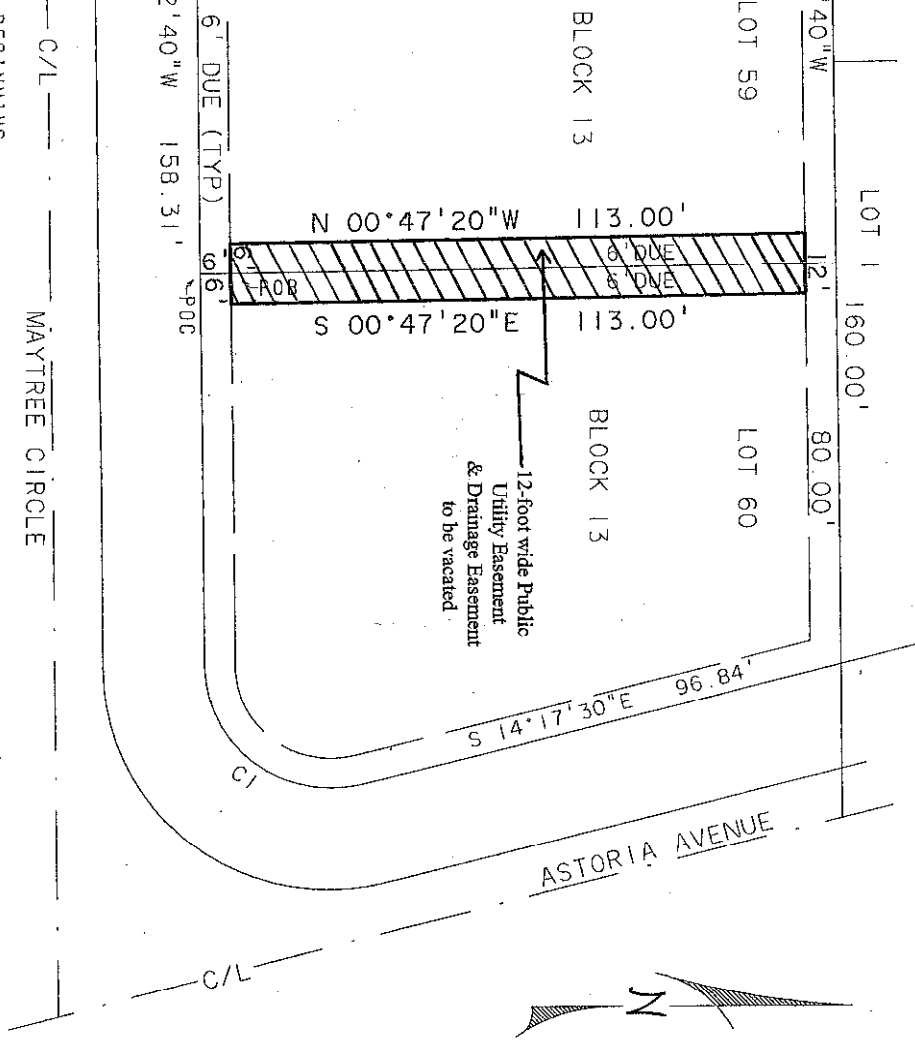 LOT 1 160.00'
'40"W
12'
80.00'
LOT 59
LOT 60
BLOCK 13
BLOCK 13
N 00°47'20"W 113.00'
6' DUE
6' DUE
S 00°47'20"E 113.00'
12-foot wide Public
Utility Easement
& Drainage Easement
to be vacated
6' DUE (TYP)
6'
6'
6'
POB
POC
2'40"W 158.31'
S 14°17'30"E 96.84'
C1
ASTORIA AVENUE
C/L
MAYTREE CIRCLE
C/L
N